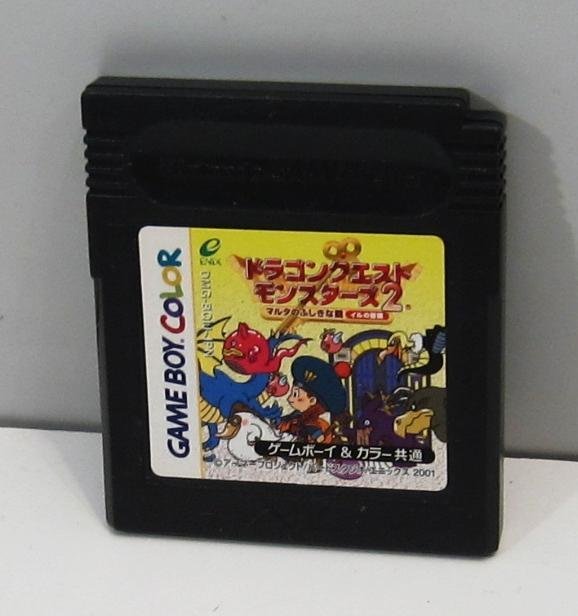 GAME BOY COLOR
ENIX
ドラゴンクエスト
モンスターズ2
マルタのふしぎな鍵 イルの冒険
ゲームボーイ & カラー共通
2001